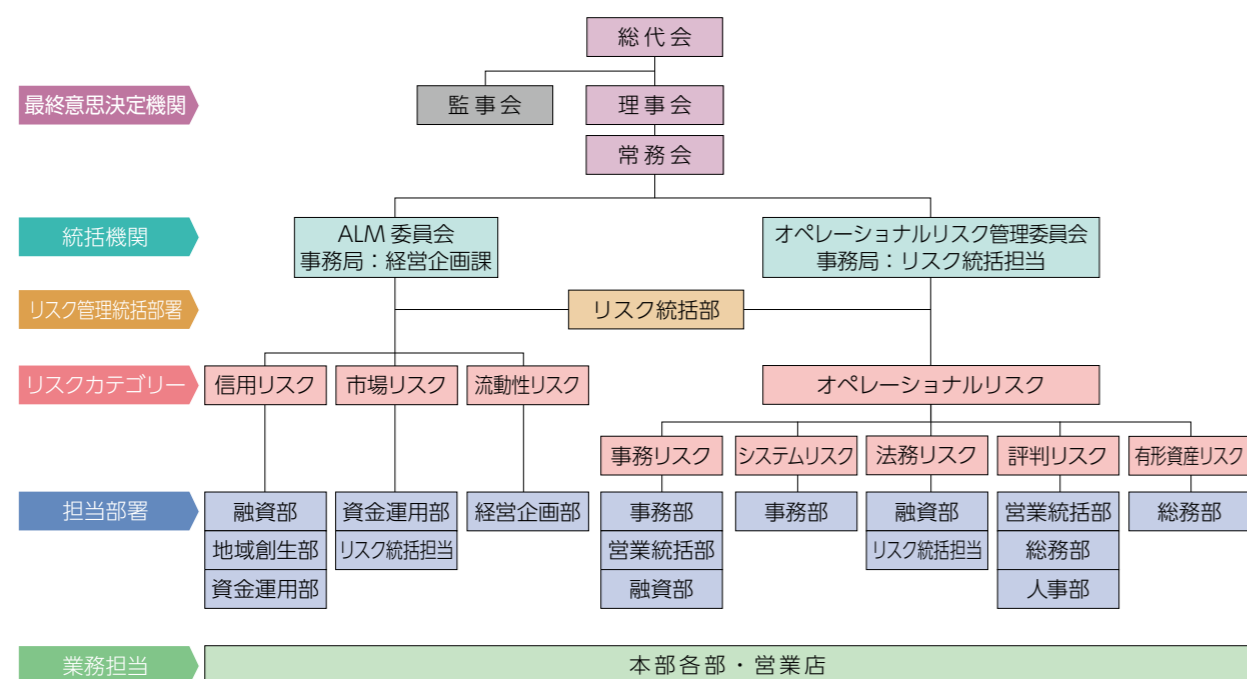 総代会
最終意思決定機関
監事会
理事会
常務会
統括機関
ALM 委員会
事務局：経営企画課
オペレーショナルリスク管理委員会
事務局：リスク統括担当
リスク管理統括部署
リスク統括部
リスクカテゴリー
信用リスク
市場リスク
流動性リスク
オペレーショナルリスク
事務リスク
システムリスク
法務リスク
評判リスク
有形資産リスク
担当部署
融資部
地域創生部
資金運用部
資金運用部
リスク統括担当
経営企画部
事務部
営業統括部
融資部
事務部
融資部
リスク統括担当
営業統括部
総務部
人事部
総務部
業務担当
本部各部・営業店